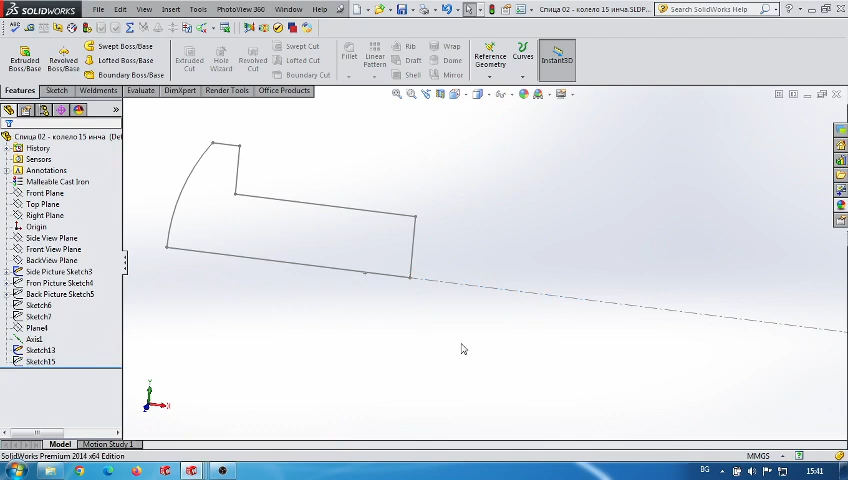 SOLIDWORKS
File Edit View Insert Tools PhotoView 360 Window Help
Спица 02 - колело 15 инча.SLDP...
Search SolidWorks Help
Extruded Boss/Base
Revolved Boss/Base
Swept Boss/Base
Lofted Boss/Base
Boundary Boss/Base
Extruded Cut
Hole Wizard
Revolved Cut
Swept Cut
Lofted Cut
Boundary Cut
Fillet
Linear Pattern
Rib
Draft
Shell
Wrap
Dome
Mirror
Reference Geometry
Curves
Instant3D
Features Sketch Weldments Evaluate DimXpert Render Tools Office Products
Спица 02 - колело 15 инча (Det
History
Sensors
Annotations
Malleable Cast Iron
Front Plane
Top Plane
Right Plane
Origin
Side View Plane
Front View Plane
BackView Plane
Side Picture Sketch3
Fron Picture Sketch4
Back Picture Sketch5
Sketch6
Sketch7
Plane4
Axis1
Sketch13
Sketch15
Y
X
Z
Model Motion Study 1
SolidWorks Premium 2014 x64 Edition
MMGS
BG
15:41